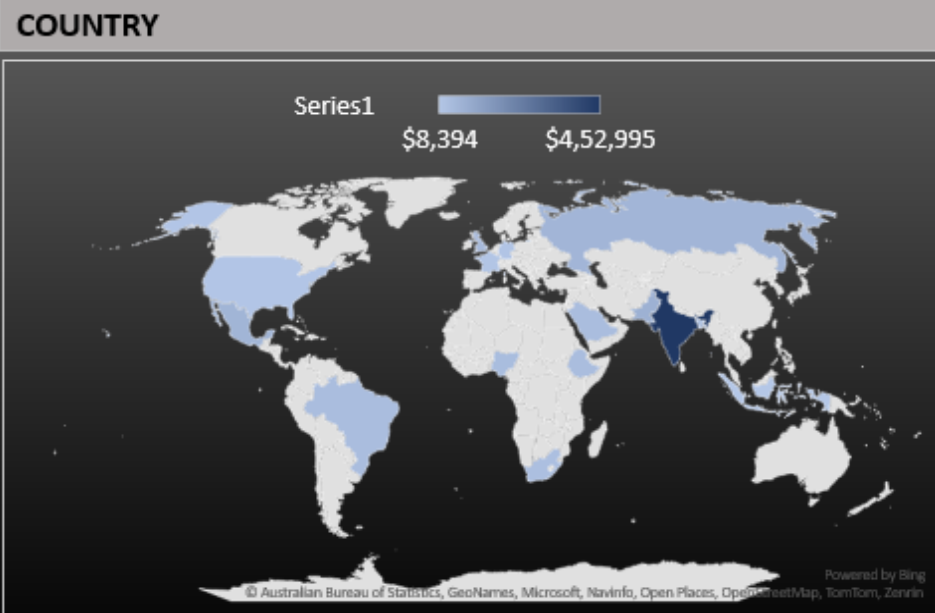 COUNTRY
Series1
$8,394 $4,52,995
Powered by Bing
© Australian Bureau of Statistics, GeoNames, Microsoft, Navinfo, Open Places, OpenStreetMap, TomTom, Zenrin